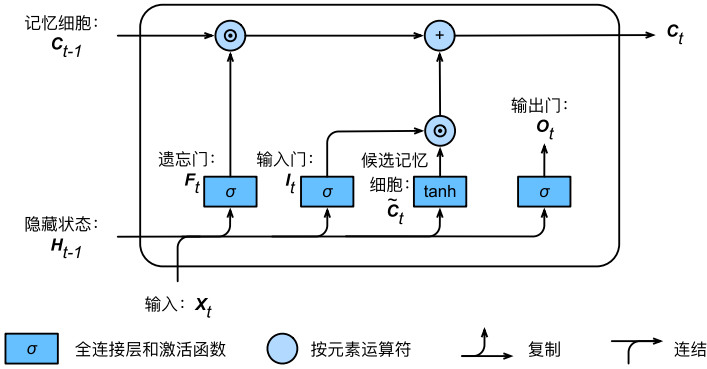 记忆细胞：
C_{t-1}
C_t
输出门：
O_t
遗忘门：
F_t
输入门：
I_t
候选记忆
细胞：
C̃_t
σ
σ
tanh
σ
隐藏状态：
H_{t-1}
输入：X_t
σ
全连接层和激活函数
按元素运算符
复制
连结